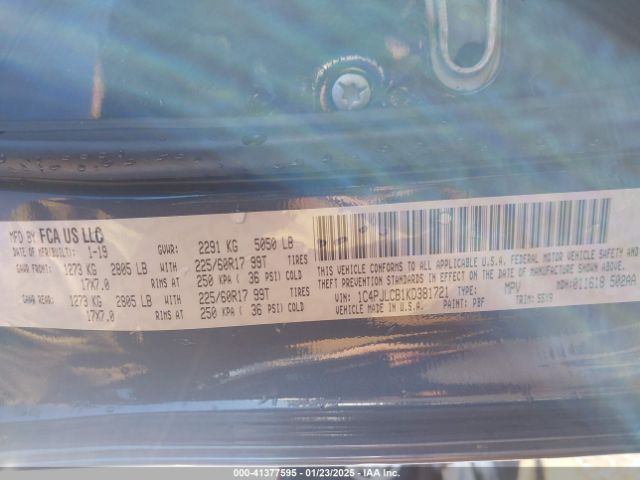 MFD BY FCA US LLC
DATE OF MFR(BUILT): 1-19 GVWR: 2291 KG 5050 LB
GAWR FRONT: 1273 KG 2805 LB WITH 225/60R17 99T TIRES
17X7.0 RIMS AT 250 KPA ( 36 PSI) COLD
GAWR REAR: 1273 KG 2805 LB WITH 225/60R17 99T TIRES
17X7.0 RIMS AT 250 KPA ( 36 PSI) COLD
THIS VEHICLE CONFORMS TO ALL APPLICABLE U.S.A. FEDERAL MOTOR VEHICLE SAFETY AND
THEFT PREVENTION STANDARDS IN EFFECT ON THE DATE OF MANUFACTURE SHOWN ABOVE.
VIN: 1C4PJLCB1KD381721 TYPE: MPV MDH: 011618 502AA
VEHICLE MADE IN U.S.A. PAINT: PBF TRIM: 5SX9
000-41377595 - 01/23/2025 - IAA Inc.